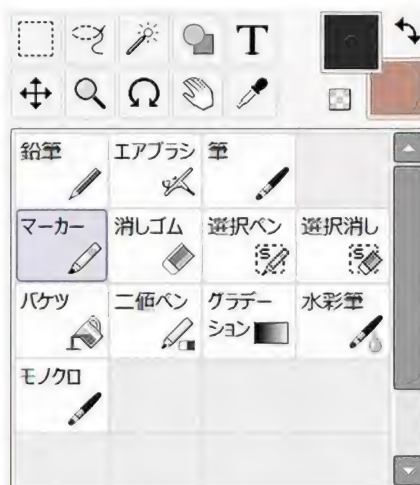 T
鉛筆
エアブラシ
筆
マーカー
消しゴム
選択ペン
選択消し
バケツ
二値ペン
グラデー
ション
水彩筆
モノクロ